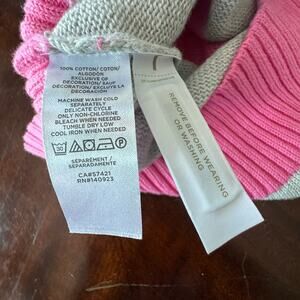 100% COTTON/ COTON/
ALGODÓN
EXCLUSIVE OF
DECORATION/ SAUF
DÉCORATION/ EXCLUYE LA
DECORACIÓN
MACHINE WASH COLD
SEPARATELY
DELICATE CYCLE
ONLY NON-CHLORINE
BLEACH WHEN NEEDED
TUMBLE DRY LOW
COOL IRON WHEN NEEDED
30
SÉPARÉMENT/
SEPARADAMENTE
CA#57421
RN#140923
REMOVE BEFORE WEARING
OR WASHING